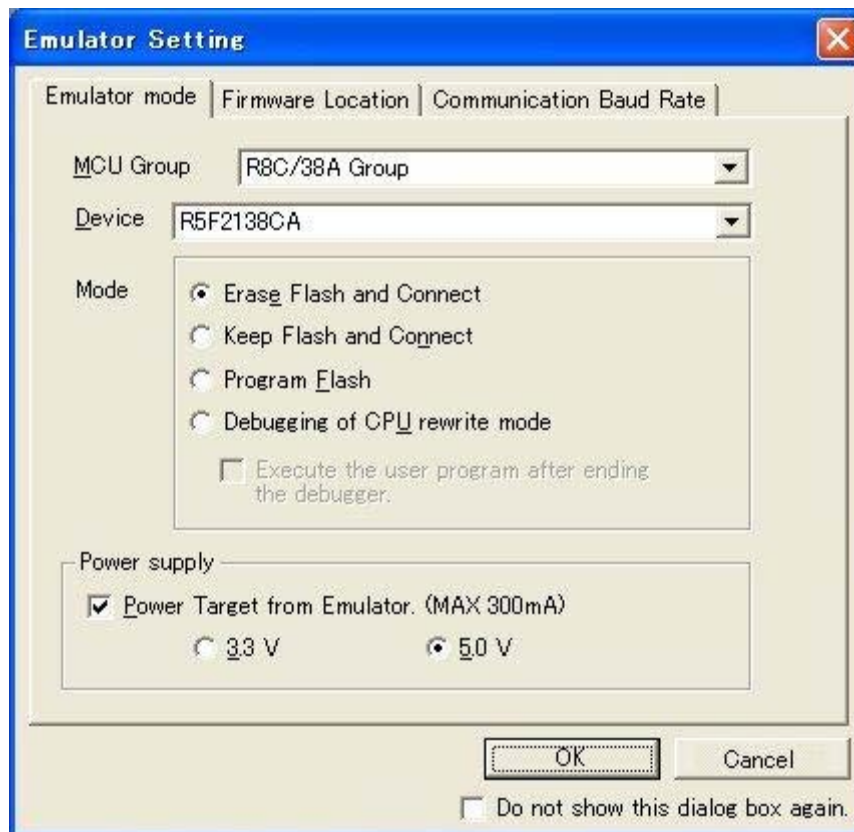 Emulator Setting
Emulator mode Firmware Location Communication Baud Rate
MCU Group R8C/38A Group
Device R5F2138CA
Mode
Erase Flash and Connect
Keep Flash and Connect
Program Flash
Debugging of CPU rewrite mode
Execute the user program after ending
the debugger.
Power supply
Power Target from Emulator. (MAX 300mA)
3.3 V 5.0 V
OK Cancel
Do not show this dialog box again.